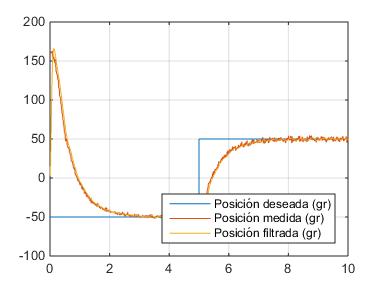 200
150
100
50
0
-50
-100
Posición deseada (gr)
Posición medida (gr)
Posición filtrada (gr)
0 2 4 6 8 10